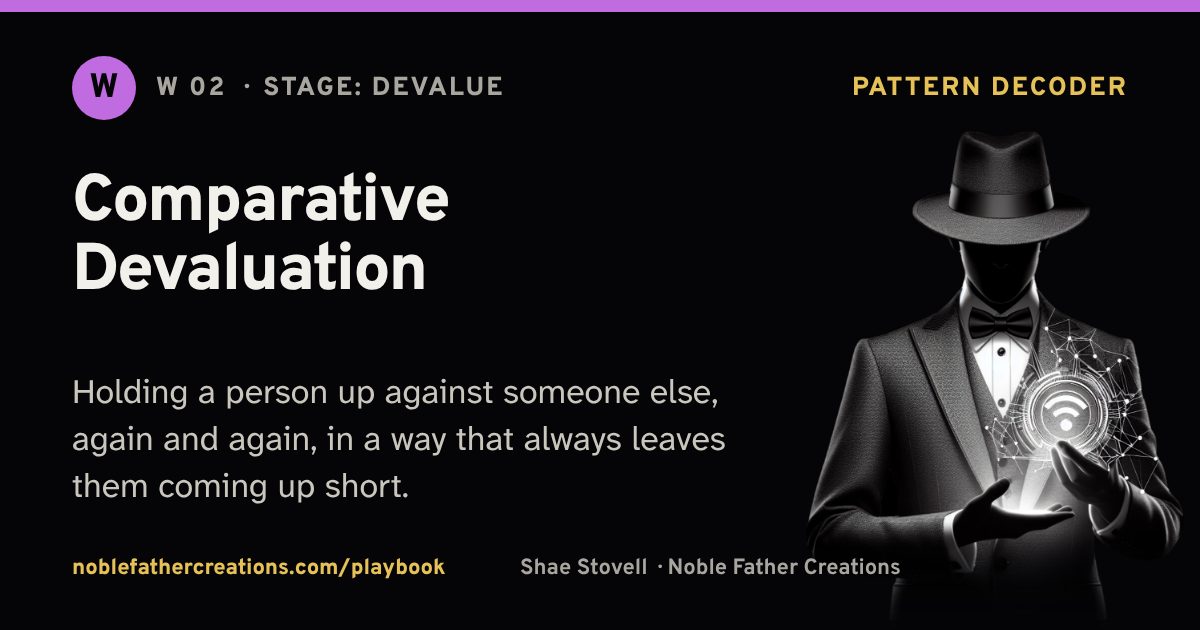 W
W 02 · STAGE: DEVALUE
PATTERN DECODER
Comparative
Devaluation
Holding a person up against someone else,
again and again, in a way that always leaves
them coming up short.
noblefathercreations.com/playbook
Shae Stovell · Noble Father Creations